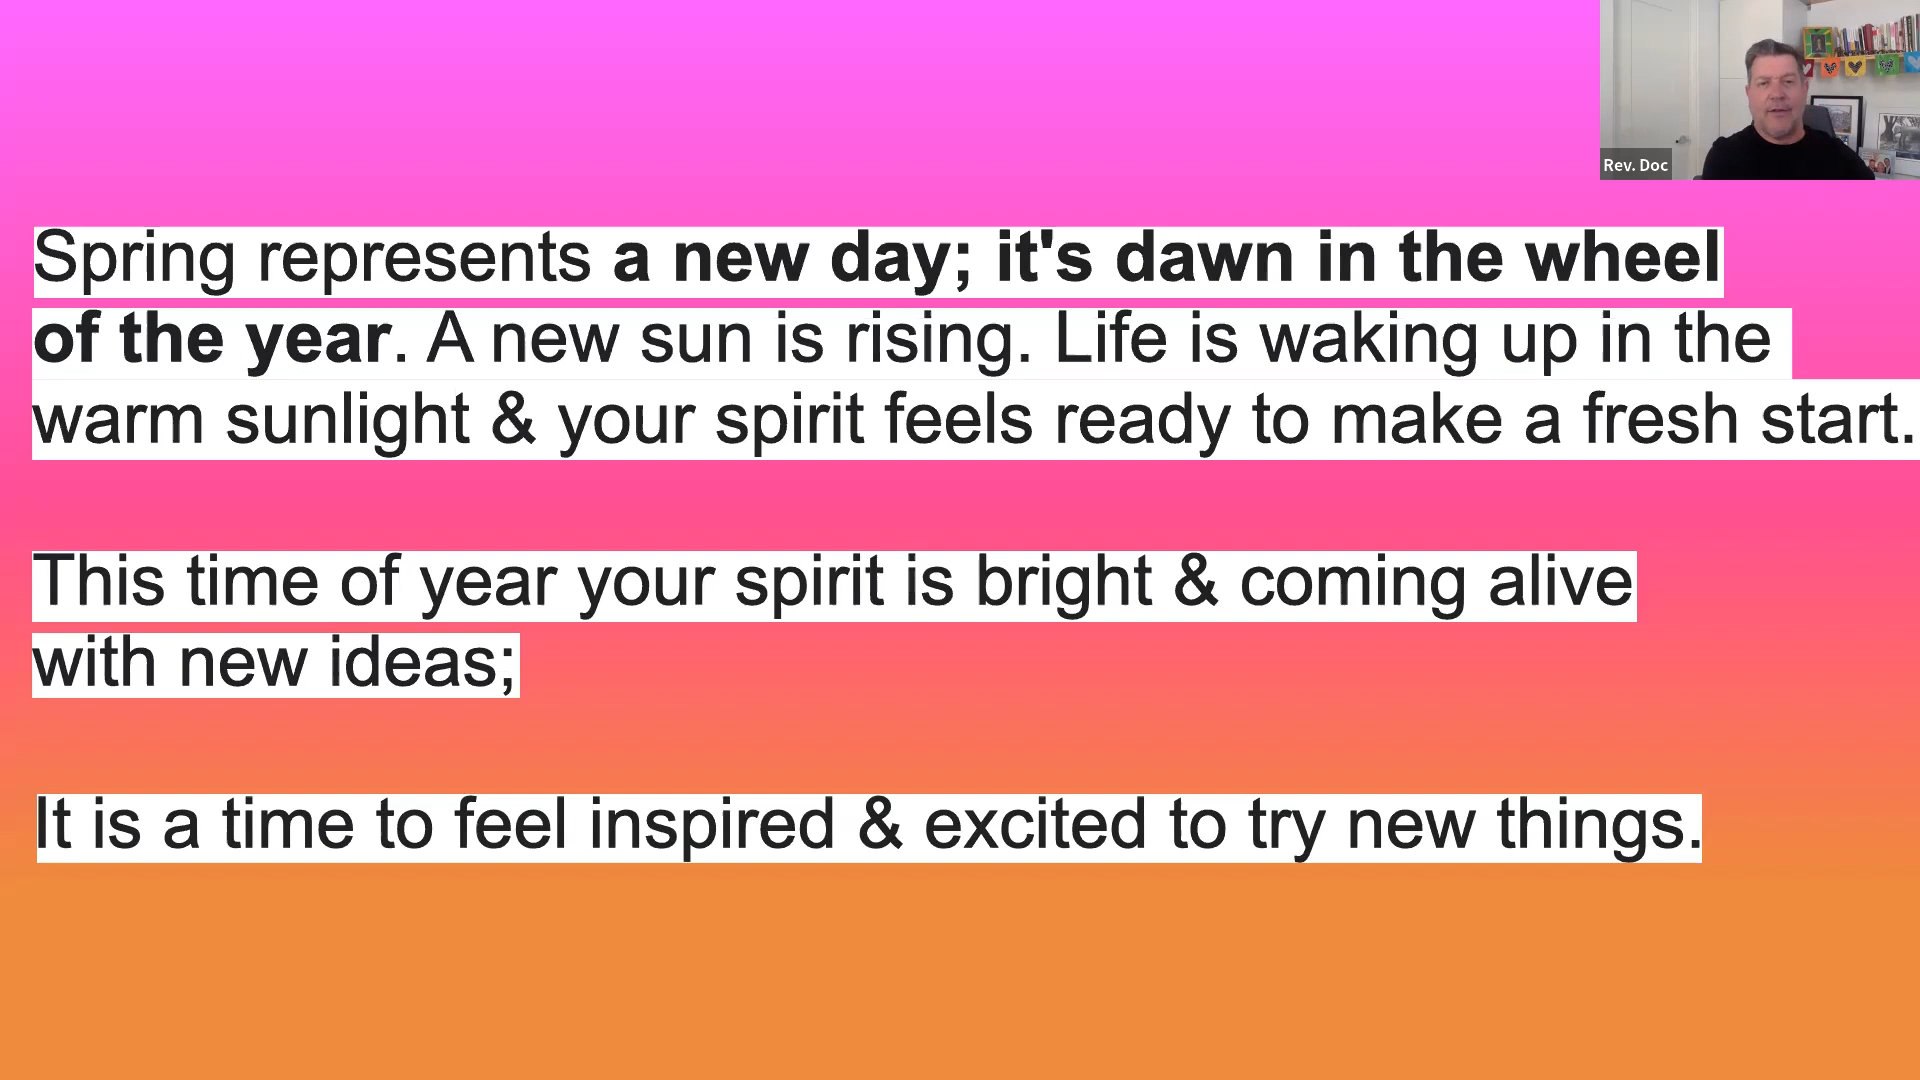 Rev. Doc
Spring represents a new day; it's dawn in the wheel
of the year. A new sun is rising. Life is waking up in the
warm sunlight & your spirit feels ready to make a fresh start.
This time of year your spirit is bright & coming alive
with new ideas;
It is a time to feel inspired & excited to try new things.